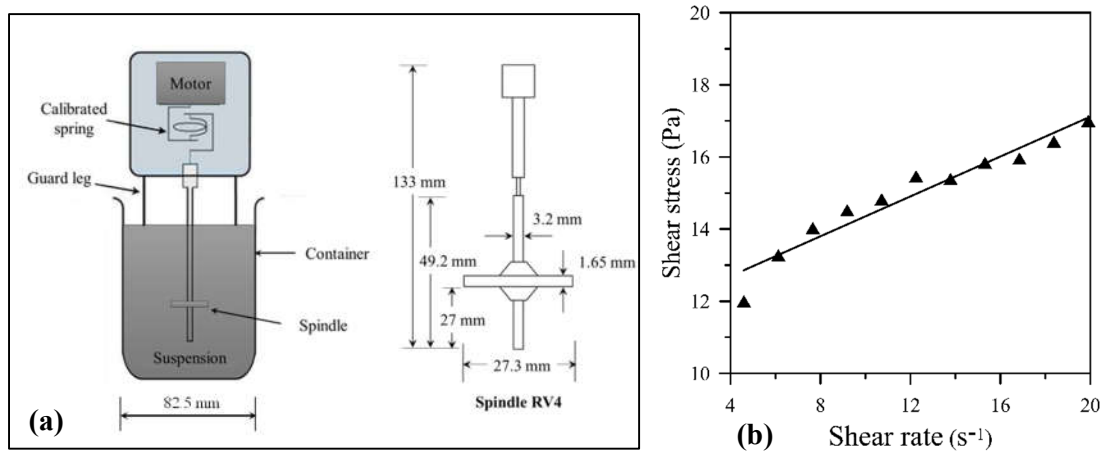 Motor
Calibrated
spring
Guard leg
Container
Spindle
Suspension
82.5 mm
(a)
133 mm
49.2 mm
27 mm
3.2 mm
1.65 mm
27.3 mm
Spindle RV4
Shear stress (Pa)
20
18
16
14
12
10
4
8
12
16
20
(b)
Shear rate (s⁻¹)